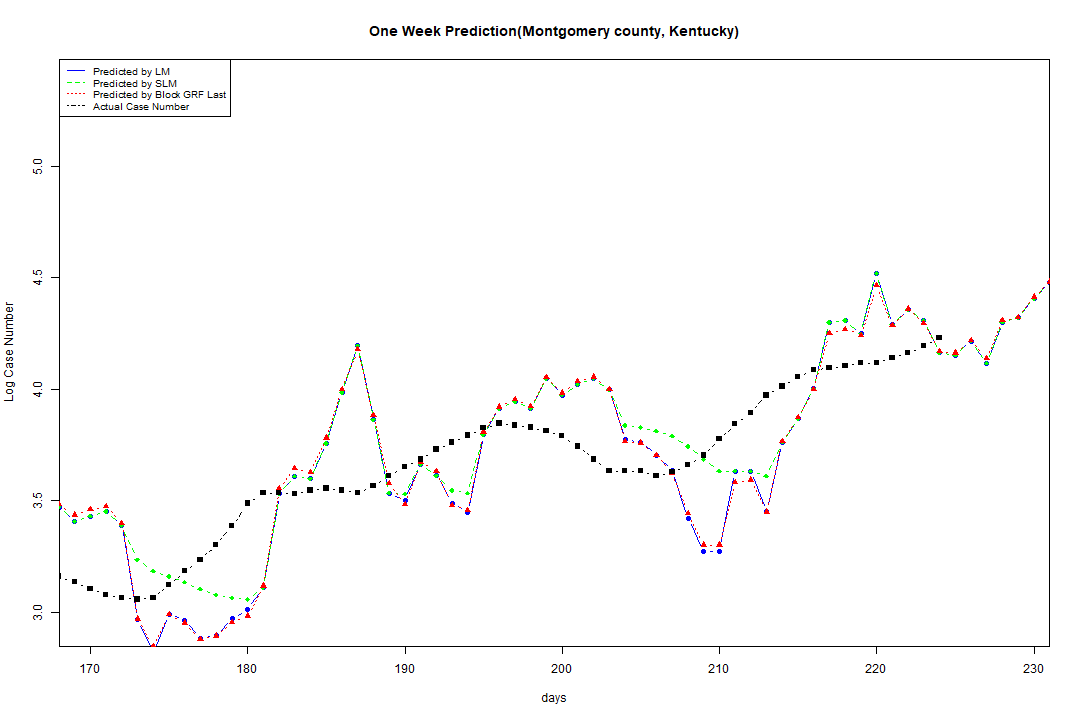 One Week Prediction(Montgomery county, Kentucky)
Predicted by LM
Predicted by SLM
Predicted by Block GRF Last
Actual Case Number
5.0
4.5
4.0
3.5
3.0
Log Case Number
170 180 190 200 210 220 230
days